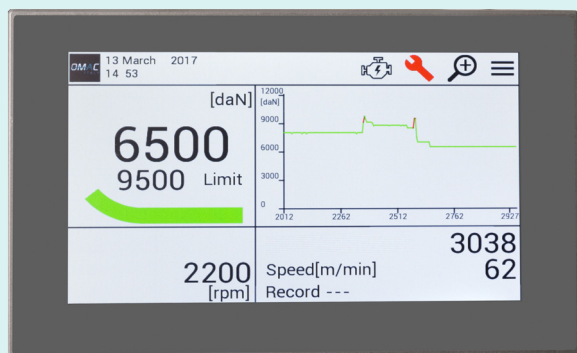 OMAC
13 March 2017
14 53
[daN]
6500
9500 Limit
12000
[daN]
9000
6000
3000
0
2012 2262 2512 2762 2927
2200
[rpm]
3038
Speed[m/min] 62
Record ---